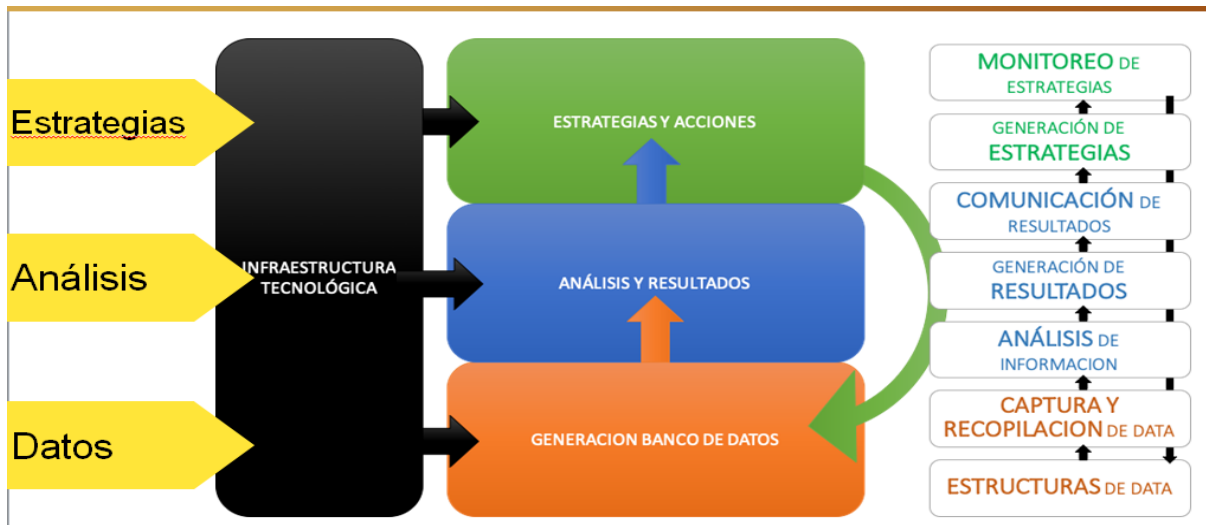 Estrategias
Análisis
Datos
INFRAESTRUCTURA
TECNOLÓGICA
ESTRATEGIAS Y ACCIONES
ANÁLISIS Y RESULTADOS
GENERACION BANCO DE DATOS
MONITOREO DE
ESTRATEGIAS
GENERACIÓN DE
ESTRATEGIAS
COMUNICACIÓN DE
RESULTADOS
GENERACIÓN DE
RESULTADOS
ANÁLISIS DE
INFORMACION
CAPTURA Y
RECOPILACION DE DATA
ESTRUCTURAS DE DATA